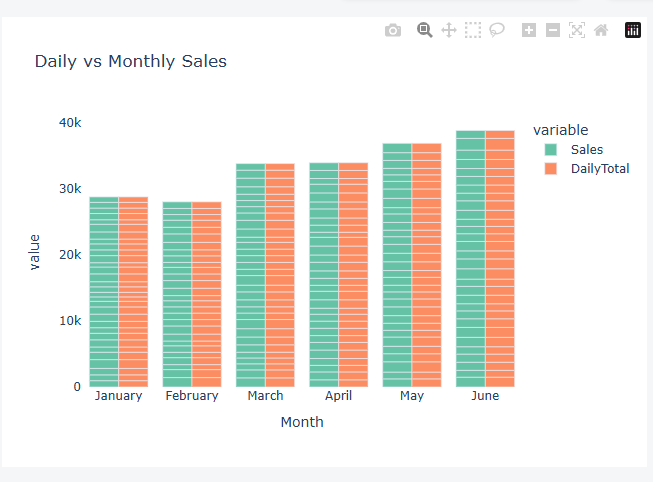 Daily vs Monthly Sales
40k
30k
20k
10k
0
value
January February March April May June
Month
variable
Sales
DailyTotal